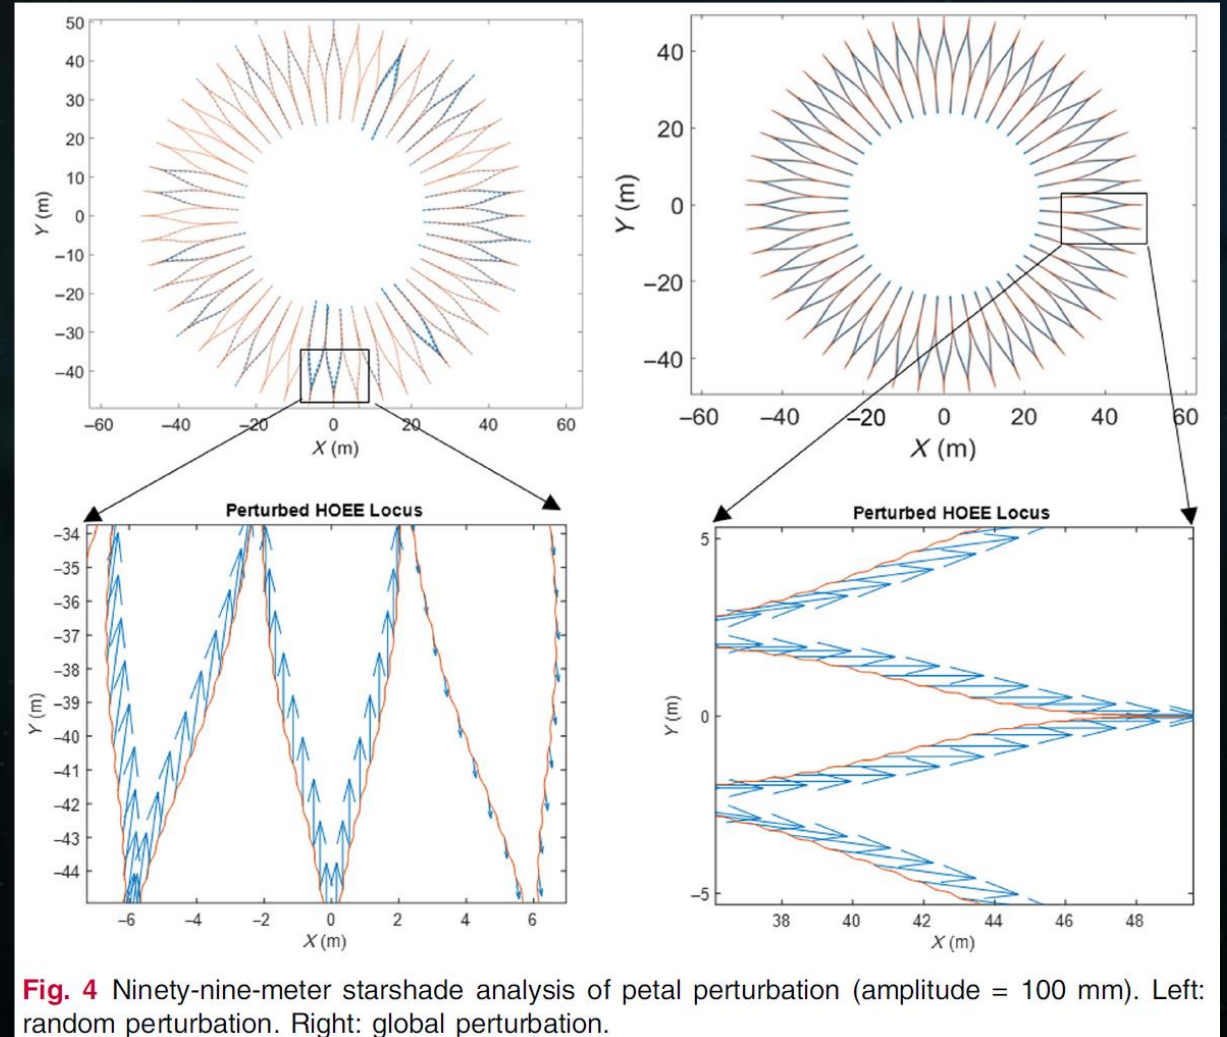 50
40
30
20
10
0
−10
−20
−30
−40
Y (m)
−60 −40 −20 0 20 40 60
X (m)
40
20
0
−20
−40
Y (m)
−60 −40 −20 0 20 40 60
X (m)
Perturbed HOEE Locus
−34
−35
−36
−37
−38
−39
−40
−41
−42
−43
−44
Y (m)
−6 −4 −2 0 2 4 6
X (m)
Perturbed HOEE Locus
5
0
−5
Y (m)
38 40 42 44 46 48
X (m)
Fig. 4 Ninety-nine-meter starshade analysis of petal perturbation (amplitude = 100 mm). Left:
random perturbation. Right: global perturbation.